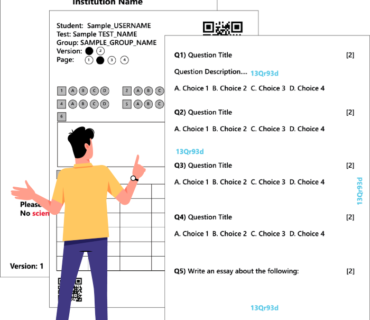 Institution Name
Student: Sample_USERNAME
Test: Sample TEST_NAME
Group: SAMPLE_GROUP_NAME
Version:
Page:
1 A B C D
2 A B C
4 A B C D
5 A B C
6
Please
No scien
Version: 1
Q1) Question Title [2]
Question Description.... 13Qr93d
A. Choice 1 B. Choice 2 C. Choice 3 D. Choice 4
Q2) Question Title [2]
A. Choice 1 B. Choice 2 C. Choice 3 D. Choice 4
13Qr93d
Q3) Question Title [2]
A. Choice 1 B. Choice 2 C. Choice 3 D. Choice 4
13Qr93d
Q4) Question Title [2]
A. Choice 1 B. Choice 2 C. Choice 3 D. Choice 4
Q5) Write an essay about the following: [2]
13Qr93d